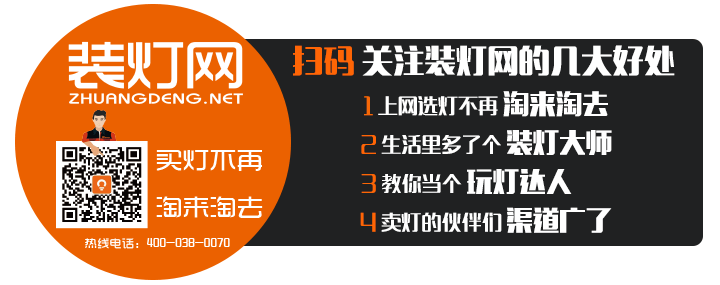 装灯网
ZHUANGDENG.NET
买灯不再
淘来淘去
热线电话：400-038-0070
扫码 关注装灯网的几大好处
1 上网选灯不再 淘来淘去
2 生活里多了个 装灯大师
3 教你当个 玩灯达人
4 卖灯的伙伴们 渠道广了